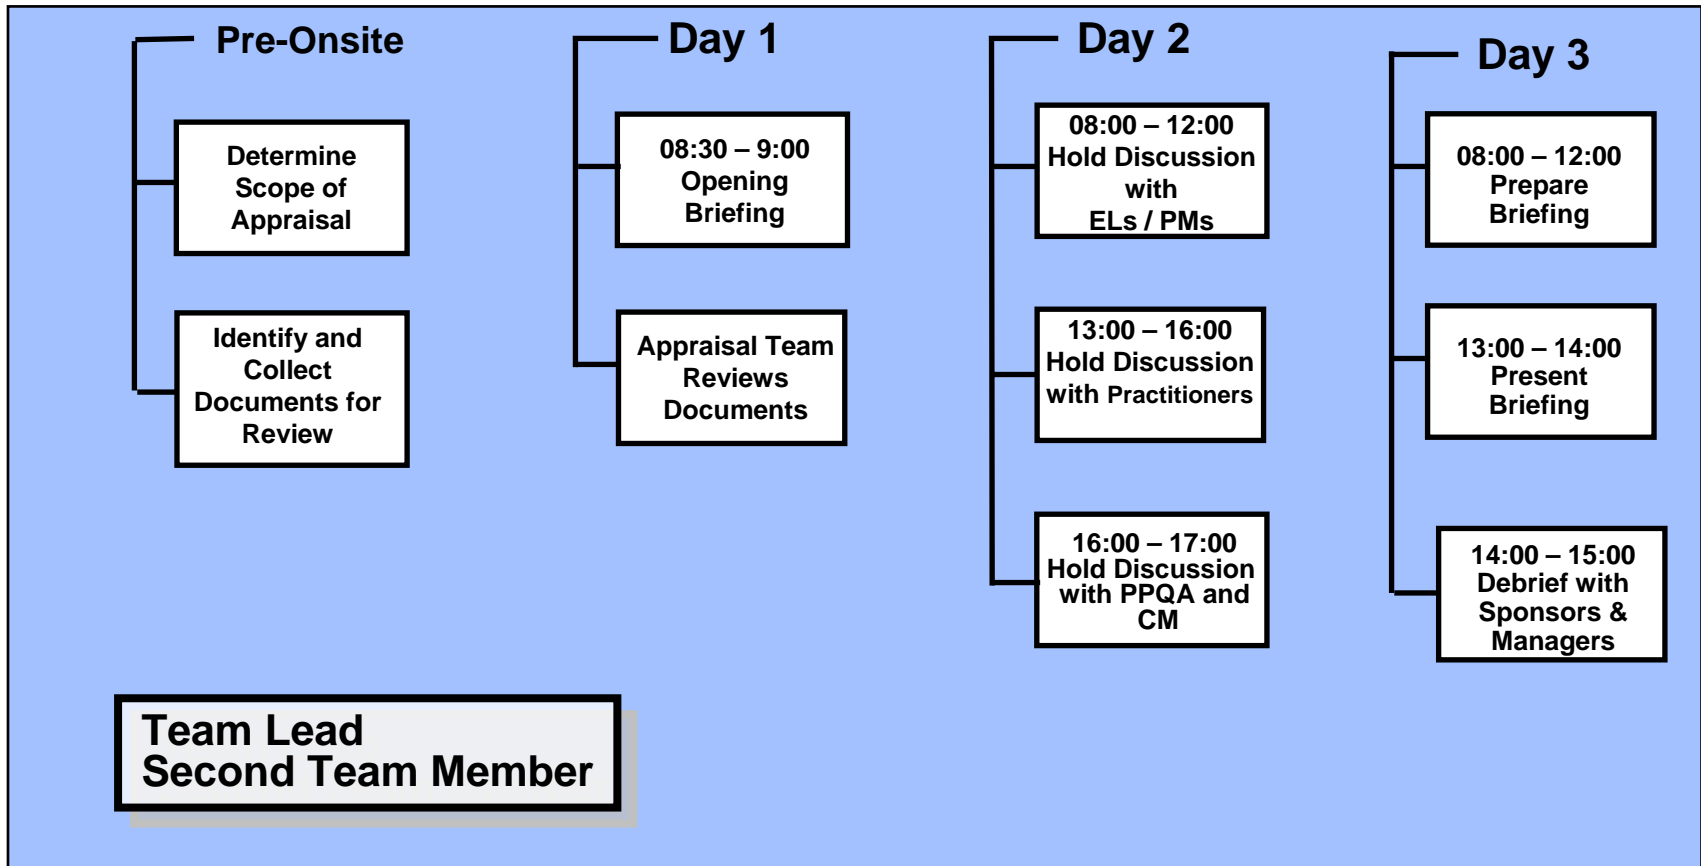 Pre-Onsite
Determine
Scope of
Appraisal
Identify and
Collect
Documents for
Review
Day 1
08:30 – 9:00
Opening
Briefing
Appraisal Team
Reviews
Documents
Day 2
08:00 – 12:00
Hold Discussion
with
ELs / PMs
13:00 – 16:00
Hold Discussion
with Practitioners
16:00 – 17:00
Hold Discussion
with PPQA and
CM
Day 3
08:00 – 12:00
Prepare
Briefing
13:00 – 14:00
Present
Briefing
14:00 – 15:00
Debrief with
Sponsors &
Managers
Team Lead
Second Team Member